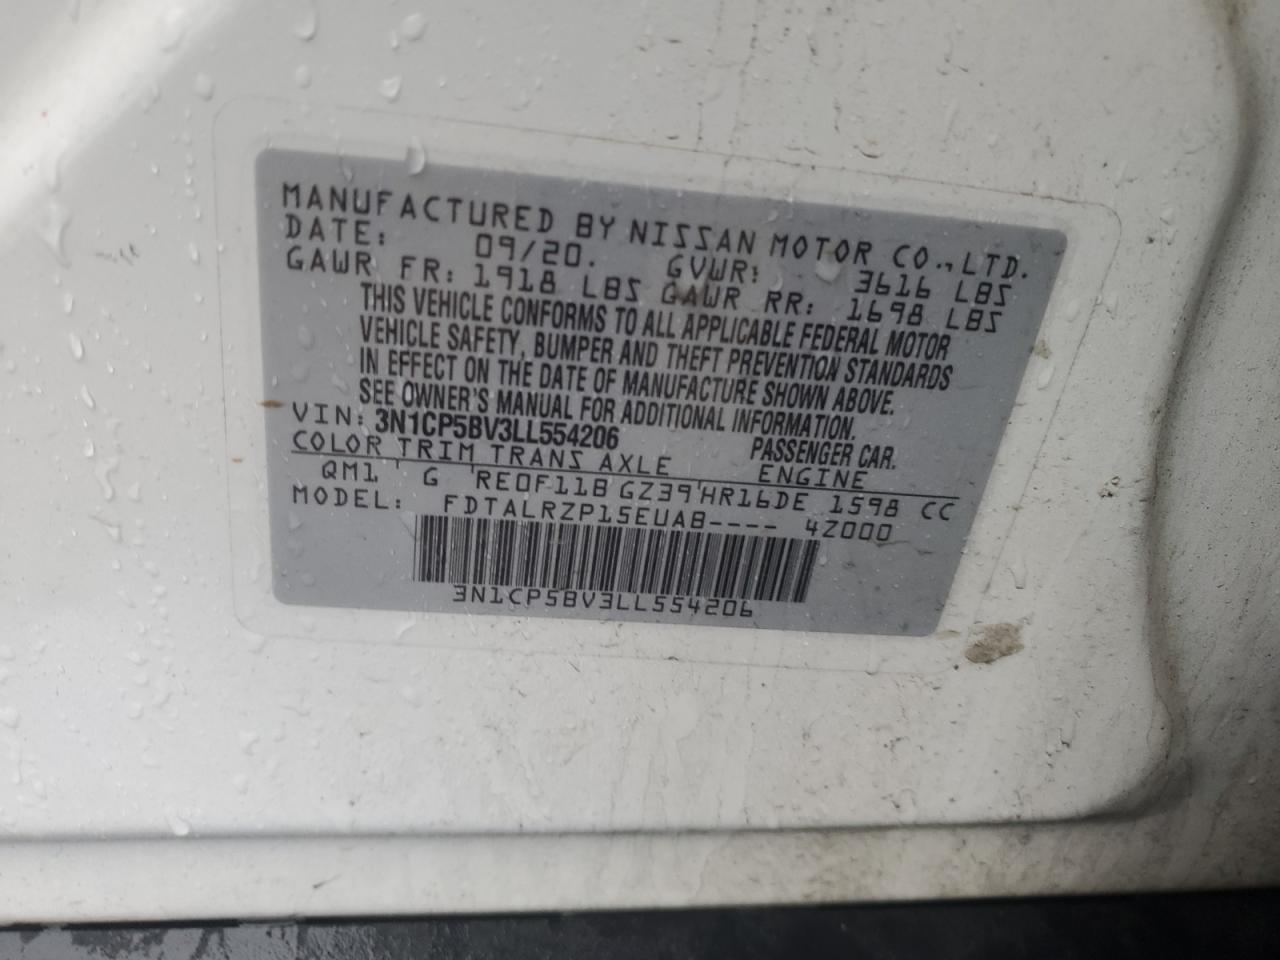 MANUFACTURED BY NISSAN MOTOR CO., LTD.
DATE: 09/20. GVWR: 3616 LBS
GAWR FR: 1918 LBS GAWR RR: 1698 LBS
THIS VEHICLE CONFORMS TO ALL APPLICABLE FEDERAL MOTOR
VEHICLE SAFETY, BUMPER AND THEFT PREVENTION STANDARDS
IN EFFECT ON THE DATE OF MANUFACTURE SHOWN ABOVE.
SEE OWNER'S MANUAL FOR ADDITIONAL INFORMATION.
VIN: 3N1CP5BV3LL554206 PASSENGER CAR.
COLOR TRIM TRANS AXLE ENGINE
QM1 G RE0F11B GZ39 HR16DE 1598 CC
MODEL: FDTALRZP15EUAB---- 4Z000
3N1CP5BV3LL554206